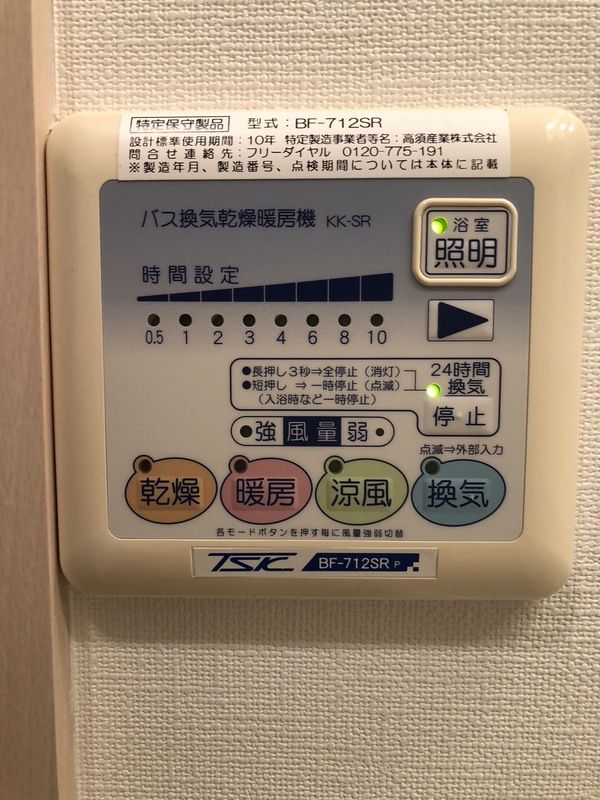 特定保守製品 型式：BF-712SR
設計標準使用期間：10年 特定製造事業者等名：高須産業株式会社
問合せ連絡先：フリーダイヤル 0120-775-191
※製造年月、製造番号、点検期間については本体に記載
バス換気乾燥暖房機 KK-SR
浴室
照明
時間設定
0.5 1 2 3 4 6 8 10
●長押し3秒⇒全停止（消灯）
●短押し ⇒ 一時停止（点滅）
（入浴時など一時停止）
24時間
換気
停止
強 風量 弱
点滅⇒外部入力
乾燥 暖房 涼風 換気
各モードボタンを押す毎に風量強弱切替
TSK BF-712SR P